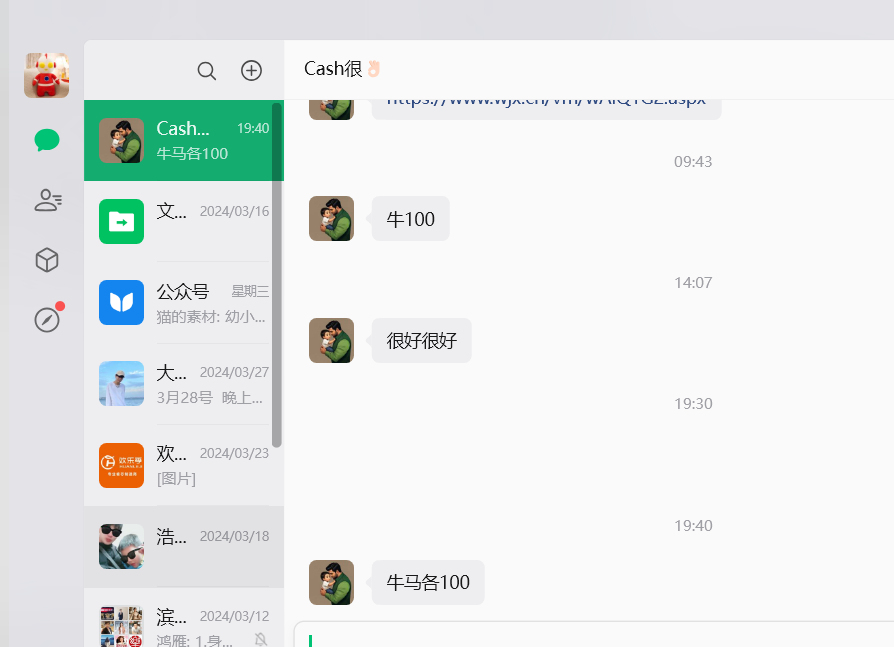 Cash...
19:40
牛马各100
文...
2024/03/16
公众号
星期三
猫的素材: 幼小...
大...
2024/03/27
3月28号 晚上...
欢...
2024/03/23
[图片]
浩...
2024/03/18
滨...
2024/03/12
鸿雁: 1.身...
Cash很👌🏻
09:43
牛100
14:07
很好很好
19:30
19:40
牛马各100